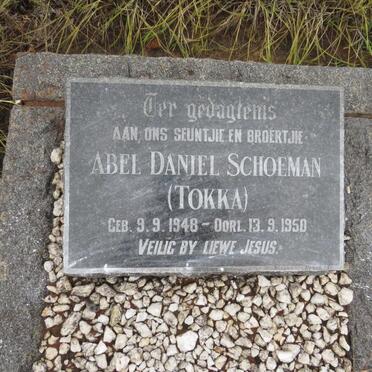 Ter gedagtenis
AAN ONS SEUNTJIE EN BROERTJIE
ABEL DANIEL SCHOEMAN
(TOKKA)
GEB. 9.9.1948 – OORL. 13.9.1950
VEILIG BY LIEWE JESUS.